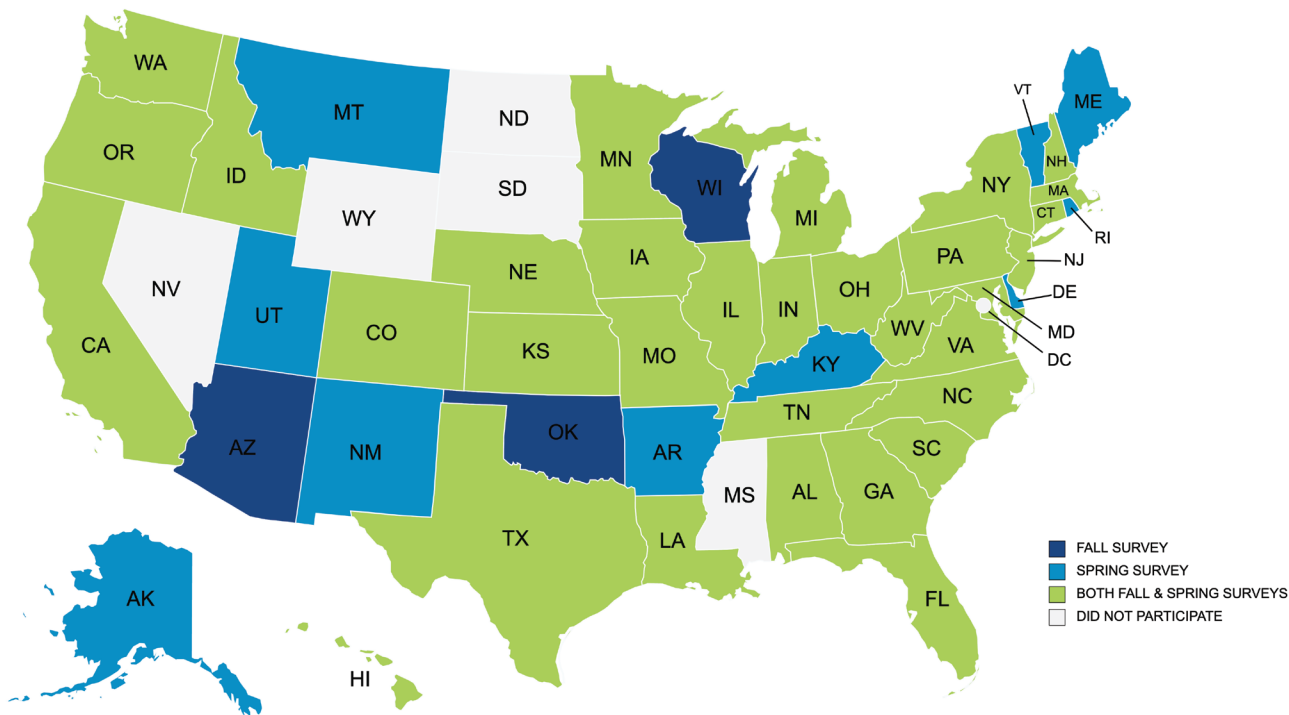 WA
MT
ND
VT
ME
OR
MN
ID
SD
WI
NH
NY
MA
WY
MI
CT
RI
PA
NJ
IA
NE
NV
OH
DE
IL
IN
UT
CO
WV
MD
CA
KS
VA
MO
DC
KY
NC
TN
OK
AZ
NM
AR
SC
MS
AL
GA
TX
LA
FALL SURVEY
SPRING SURVEY
AK
FL
BOTH FALL & SPRING SURVEYS
DID NOT PARTICIPATE
HI